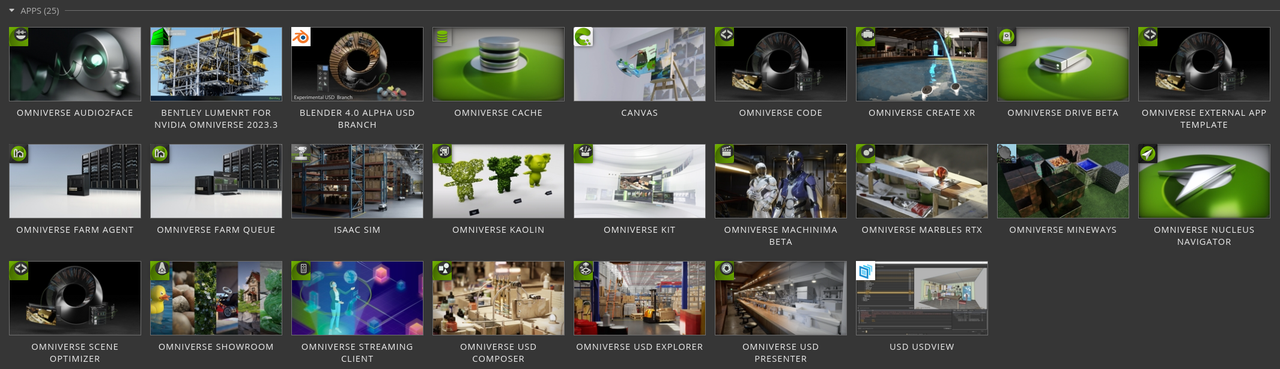 APPS (25)
OMNIVERSE AUDIO2FACE
BENTLEY LUMENRT FOR
NVIDIA OMNIVERSE 2023.3
Experimental USD Branch
BLENDER 4.0 ALPHA USD
BRANCH
OMNIVERSE CACHE
CANVAS
OMNIVERSE CODE
OMNIVERSE CREATE XR
OMNIVERSE DRIVE BETA
OMNIVERSE EXTERNAL APP
TEMPLATE
OMNIVERSE FARM AGENT
OMNIVERSE FARM QUEUE
ISAAC SIM
OMNIVERSE KAOLIN
OMNIVERSE KIT
OMNIVERSE MACHINIMA
BETA
OMNIVERSE MARBLES RTX
OMNIVERSE MINEWAYS
OMNIVERSE NUCLEUS
NAVIGATOR
OMNIVERSE SCENE
OPTIMIZER
OMNIVERSE SHOWROOM
OMNIVERSE STREAMING
CLIENT
OMNIVERSE USD
COMPOSER
OMNIVERSE USD EXPLORER
OMNIVERSE USD
PRESENTER
USD USDVIEW